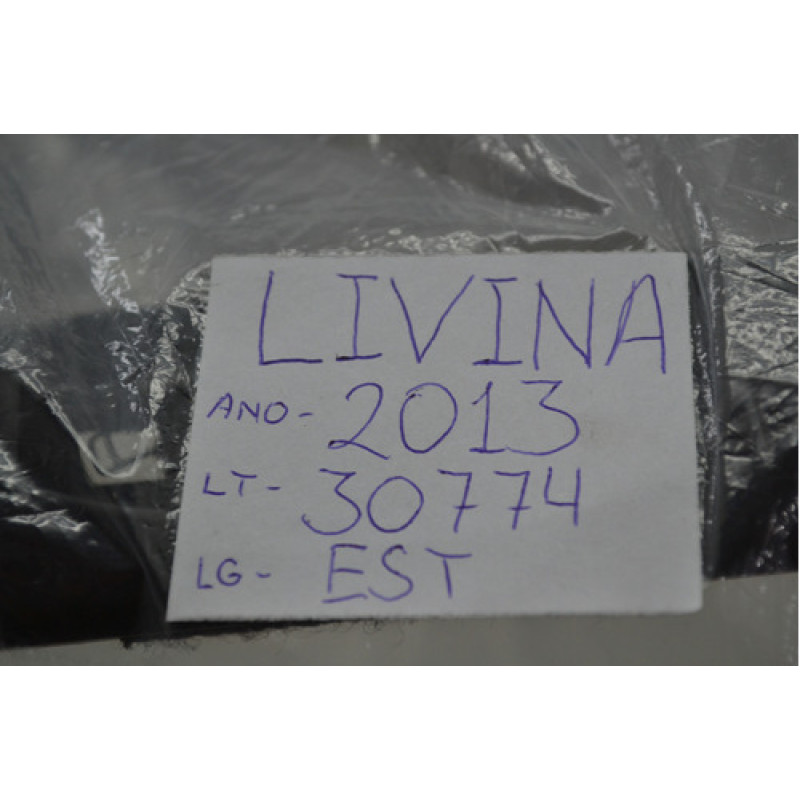 LIVINA
ANO- 2013
LT- 30774
LG- EST